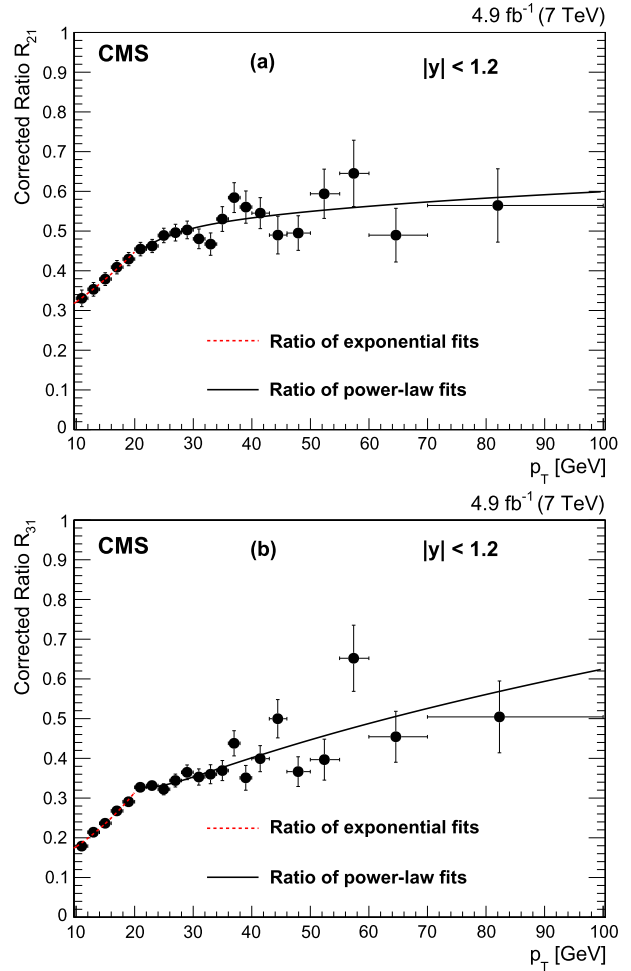 4.9 fb⁻¹ (7 TeV)
CMS (a) |y| < 1.2
Corrected Ratio R₂₁
1
0.9
0.8
0.7
0.6
0.5
0.4
0.3
0.2
0.1
0
Ratio of exponential fits
Ratio of power-law fits
10 20 30 40 50 60 70 80 90 100
p_T [GeV]
4.9 fb⁻¹ (7 TeV)
CMS (b) |y| < 1.2
Corrected Ratio R₃₁
1
0.9
0.8
0.7
0.6
0.5
0.4
0.3
0.2
0.1
0
Ratio of exponential fits
Ratio of power-law fits
10 20 30 40 50 60 70 80 90 100
p_T [GeV]